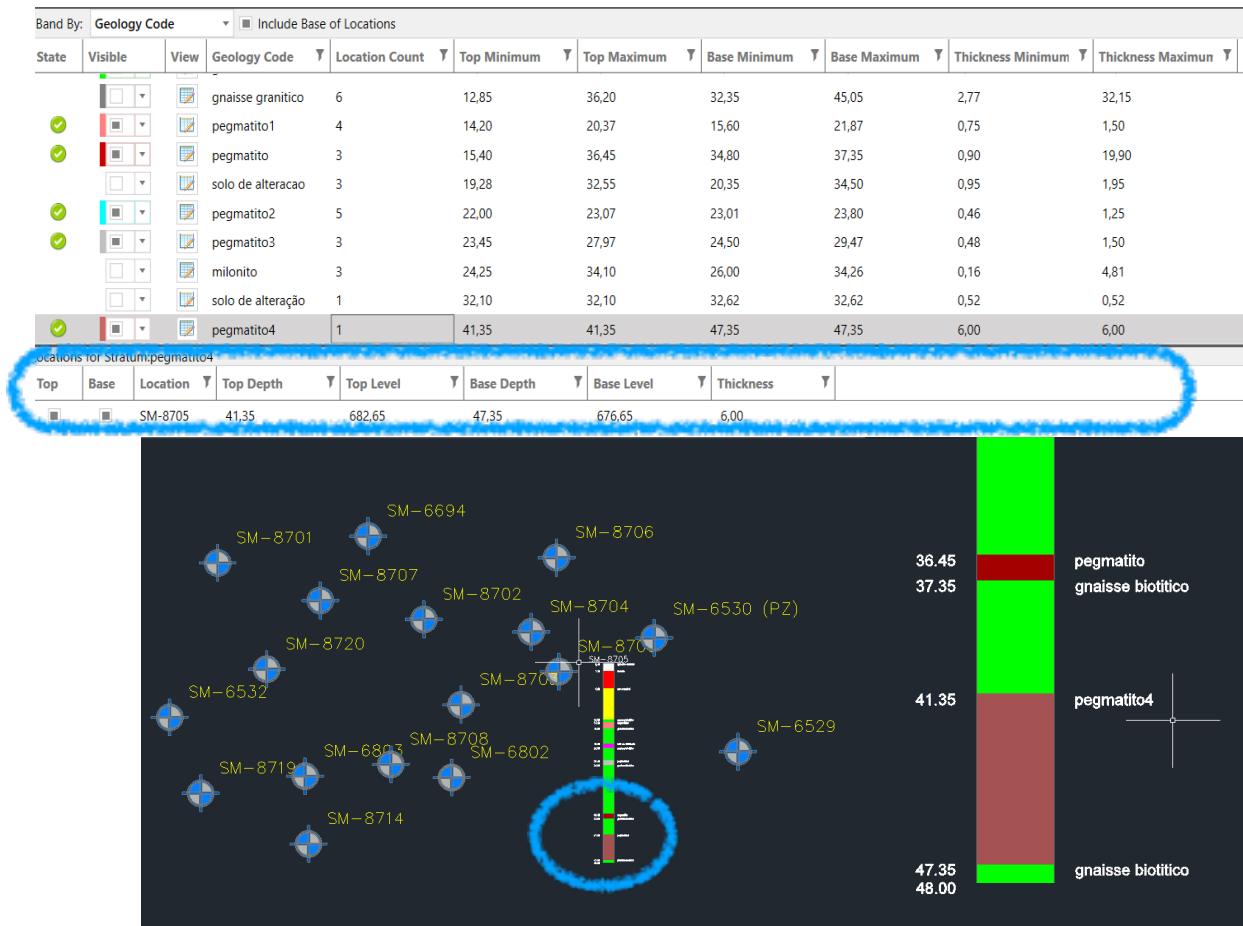 Band By: Geology Code Include Base of Locations
State Visible View Geology Code Location Count Top Minimum Top Maximum Base Minimum Base Maximum Thickness Minimum Thickness Maximun
gnaisse granitico 6 12,85 36,20 32,35 45,05 2,77 32,15
pegmatito1 4 14,20 20,37 15,60 21,87 0,75 1,50
pegmatito 3 15,40 36,45 34,80 37,35 0,90 19,90
solo de alteracao 3 19,28 32,55 20,35 34,50 0,95 1,95
pegmatito2 5 22,00 23,07 23,01 23,80 0,46 1,25
pegmatito3 3 23,45 27,97 24,50 29,47 0,48 1,50
milonito 3 24,25 34,10 26,00 34,26 0,16 4,81
solo de alteração 1 32,10 32,10 32,62 32,62 0,52 0,52
pegmatito4 1 41,35 41,35 47,35 47,35 6,00 6,00
ocations for Stratum:pegmatito4
Top Base Location Top Depth Top Level Base Depth Base Level Thickness
SM-8705 41,35 682,65 47,35 676,65 6,00
SM-6694
SM-8701
SM-8706
36.45 pegmatito
SM-8707
37.35 gnaisse biotitico
SM-8702
SM-8704
SM-6530 (PZ)
SM-8720
SM-870
SM-8705
SM-870
SM-6532
41.35 pegmatito4
SM-6529
SM-8708
SM-6803
SM-6802
SM-8719
SM-8714
47.35 gnaisse biotitico
48.00